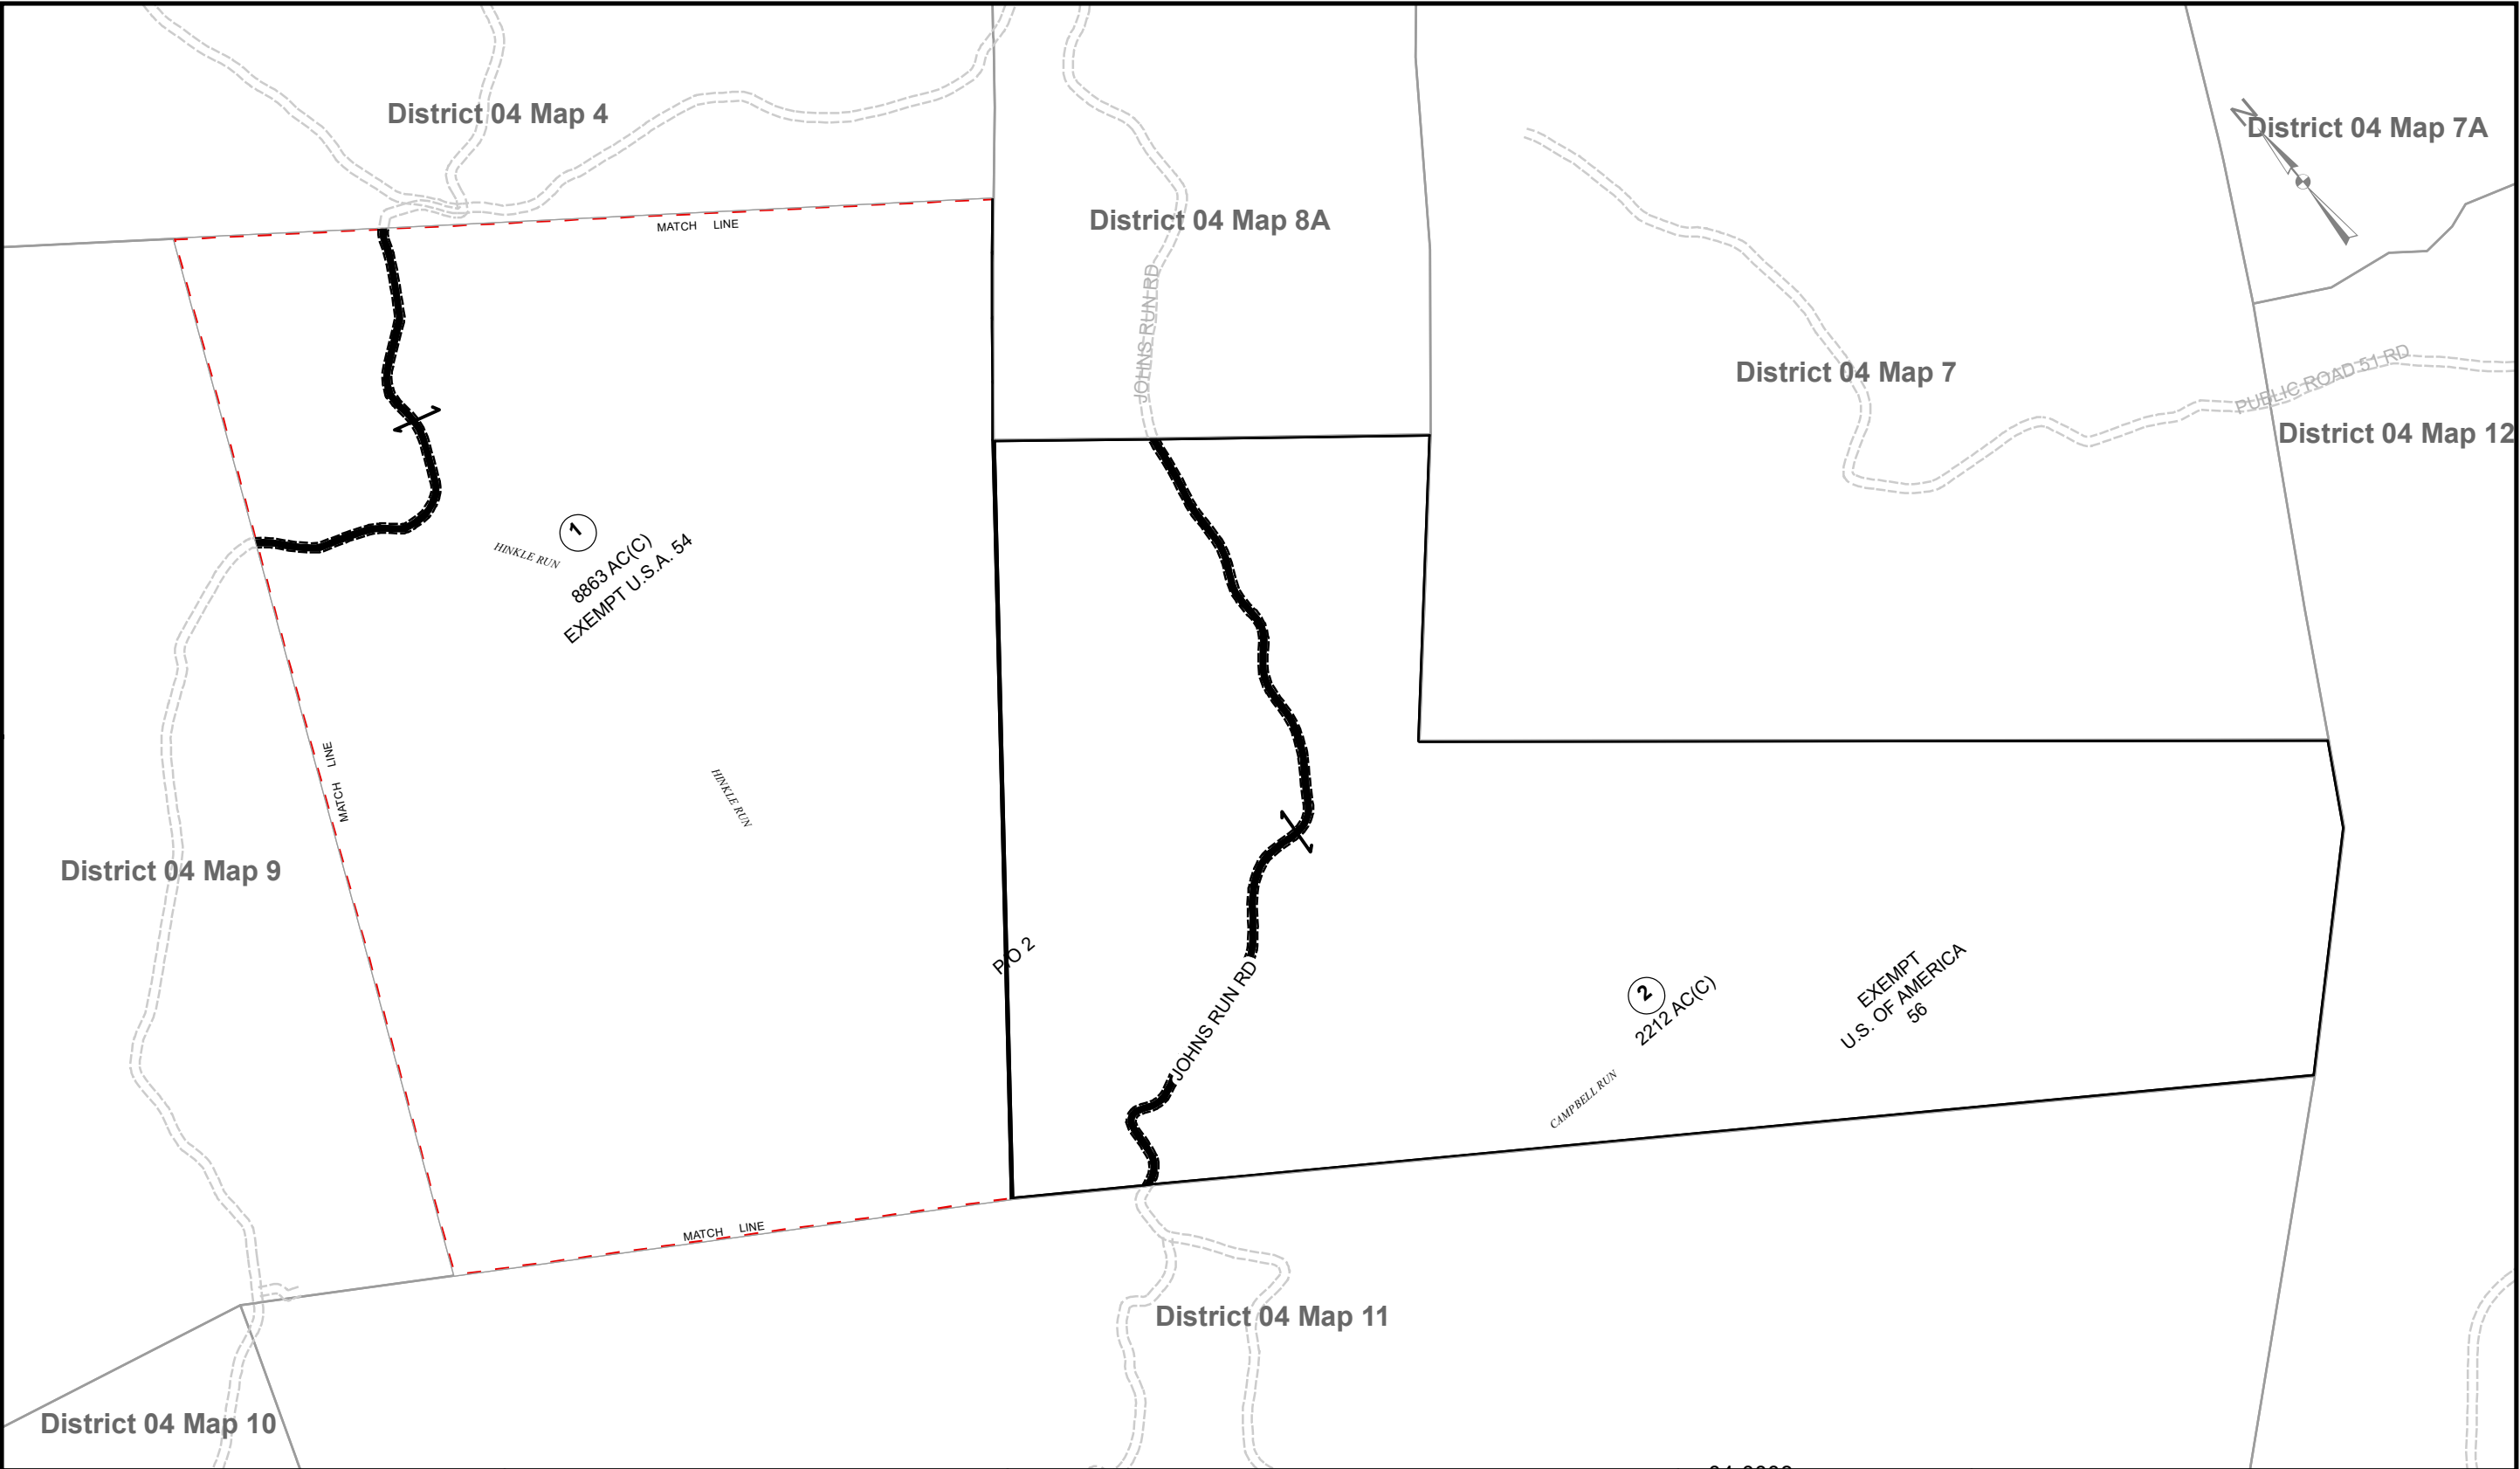 District 04 Map 4
N
District 04 Map 7A
MATCH LINE
District 04 Map 8A
JOHNS RUN RD
District 04 Map 7
PUBLIC ROAD 51 RD
District 04 Map 12
1
HINKLE RUN
8863 AC(C)
EXEMPT U.S.A. 54
MATCH LINE
HINKLE RUN
District 04 Map 9
P/O 2
JOHNS RUN RD
2
2212 AC(C)
EXEMPT
U.S. OF AMERICA
56
CAMPBELL RUN
MATCH LINE
District 04 Map 11
District 04 Map 10